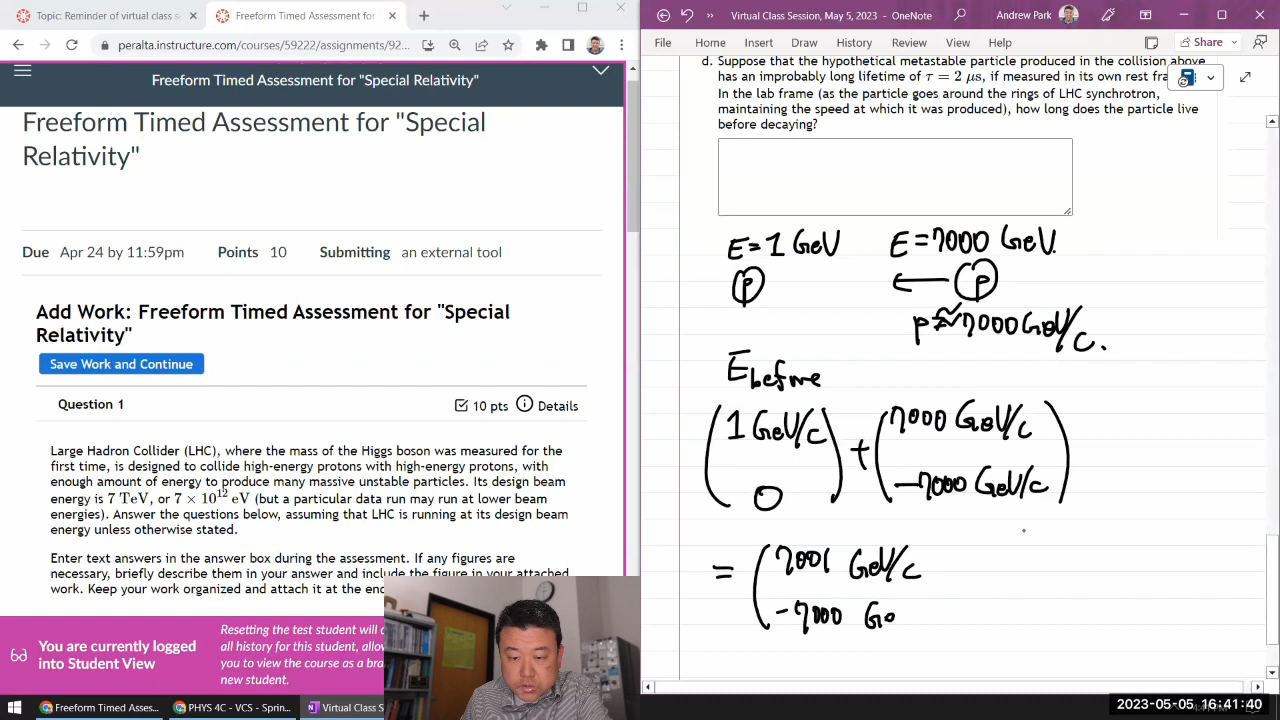 Topic: Reminder of virtual class s
Freeform Timed Assessment for
peralta.instructure.com/courses/59222/assignments/92...
Freeform Timed Assessment for "Special Relativity"
Freeform Timed Assessment for "Special
Relativity"
Due Apr 24 by 11:59pm Points 10 Submitting an external tool
Add Work: Freeform Timed Assessment for "Special
Relativity"
Save Work and Continue
Question 1
10 pts Details
Large Hadron Collider (LHC), where the mass of the Higgs boson was measured for the
first time, is designed to collide high-energy protons with high-energy protons, with
enough amount of energy to produce many massive unstable particles. Its design beam
energy is 7 TeV, or 7 × 10¹² eV (but a particular data run may run at lower beam
energies). Answer the questions below, assuming that LHC is running at its design beam
energy unless otherwise stated.
Enter text answers in the answer box during the assessment. If any figures are
necessary, briefly describe them in your answer and include the figure in your attached
work. Keep your work organized and attach it at the en
You are currently logged
into Student View
Resetting the test student will c
all history for this student, allow
you to view the course as a bra
new student.
Freeform Timed Asses...
PHYS 4C - VCS - Sprin...
Virtual Class S
Virtual Class Session, May 5, 2023 - OneNote
Andrew Park
File Home Insert Draw History Review View Help
Share
d. Suppose that the hypothetical metastable particle produced in the collision above
has an improbably long lifetime of τ = 2 μs, if measured in its own rest fr
In the lab frame (as the particle goes around the rings of LHC synchrotron,
maintaining the speed at which it was produced), how long does the particle live
before decaying?
E = 1 GeV E = 7000 GeV.
p ← p
p ≈ 7000 GeV/c.
E before
(1 GeV/c) + (7000 GeV/c)
(0) (-7000 GeV/c)
= (7001 GeV/c
-7000 Ge
2023-05-05 16:41:40